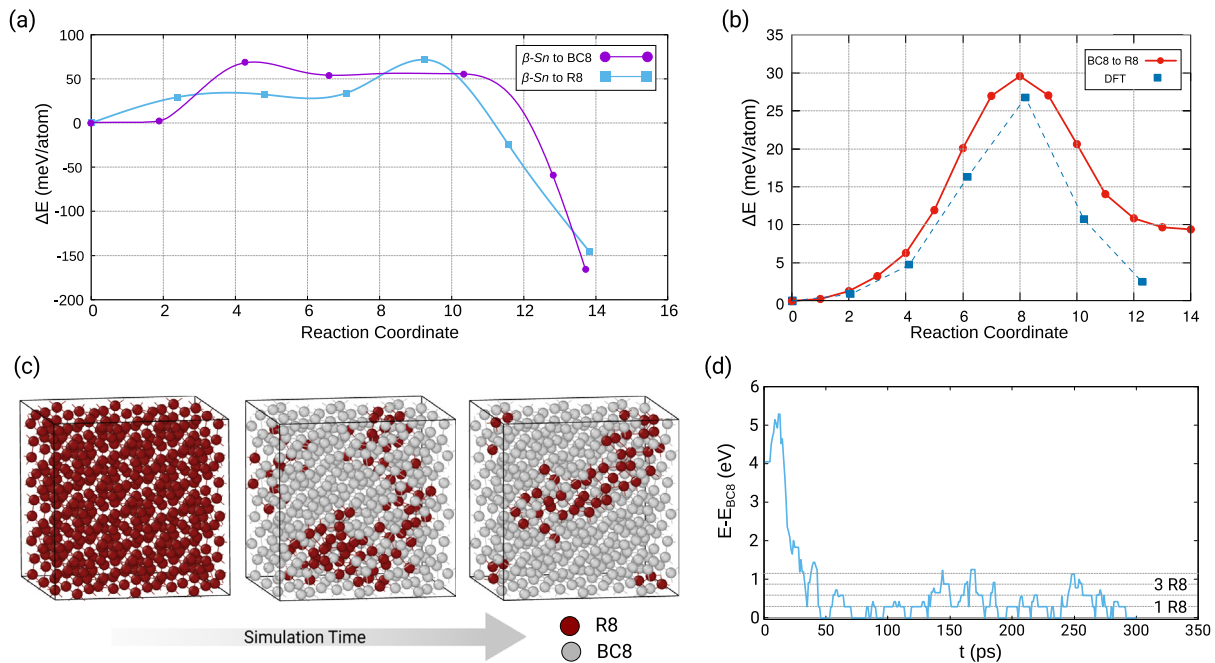 (a)
100
50
0
-50
-100
-150
-200
ΔE (meV/atom)
β-Sn to BC8
β-Sn to R8
0 2 4 6 8 10 12 14 16
Reaction Coordinate
(b)
35
30
25
20
15
10
5
0
ΔE (meV/atom)
BC8 to R8
DFT
0 2 4 6 8 10 12 14
Reaction Coordinate
(c)
Simulation Time
R8
BC8
(d)
6
5
4
3
2
1
0
E-E_BC8 (eV)
3 R8
1 R8
0 50 100 150 200 250 300 350
t (ps)